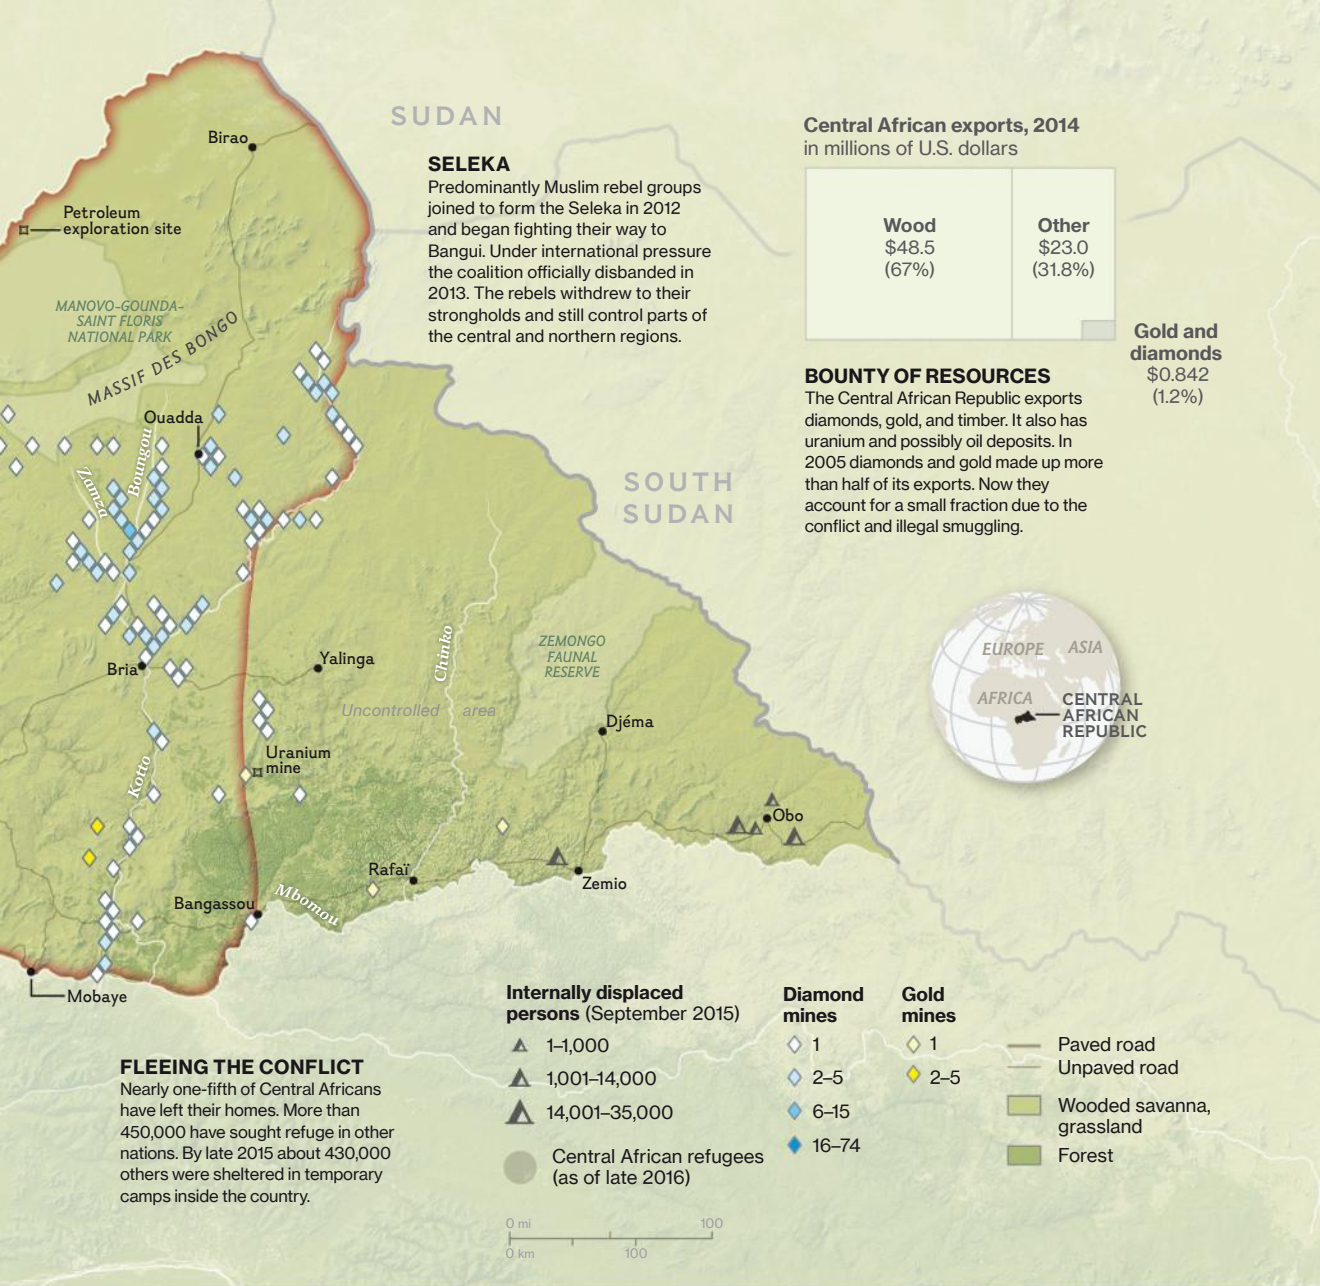 SUDAN
Birao
SELEKA
Predominantly Muslim rebel groups
joined to form the Seleka in 2012
and began fighting their way to
Bangui. Under international pressure
the coalition officially disbanded in
2013. The rebels withdrew to their
strongholds and still control parts of
the central and northern regions.
Central African exports, 2014
in millions of U.S. dollars
Wood
$48.5
(67%)
Other
$23.0
(31.8%)
Gold and
diamonds
$0.842
(1.2%)
BOUNTY OF RESOURCES
The Central African Republic exports
diamonds, gold, and timber. It also has
uranium and possibly oil deposits. In
2005 diamonds and gold made up more
than half of its exports. Now they
account for a small fraction due to the
conflict and illegal smuggling.
Petroleum
exploration site
MANOVO-GOUNDA-
SAINT FLORIS
NATIONAL PARK
MASSIF DES BONGO
Ouadda
Boungou
Zamza
SOUTH
SUDAN
Chinko
ZEMONGO
FAUNAL
RESERVE
EUROPE
ASIA
AFRICA
CENTRAL
AFRICAN
REPUBLIC
Bria
Yalinga
Uncontrolled area
Djéma
Uranium
mine
Kotto
Obo
Rafaï
Zemio
Bangassou
Mbomou
Mobaye
FLEEING THE CONFLICT
Nearly one-fifth of Central Africans
have left their homes. More than
450,000 have sought refuge in other
nations. By late 2015 about 430,000
others were sheltered in temporary
camps inside the country.
Internally displaced
persons (September 2015)
1–1,000
1,001–14,000
14,001–35,000
Central African refugees
(as of late 2016)
Diamond
mines
1
2–5
6–15
16–74
Gold
mines
1
2–5
Paved road
Unpaved road
Wooded savanna,
grassland
Forest
0 mi 100
0 km 100